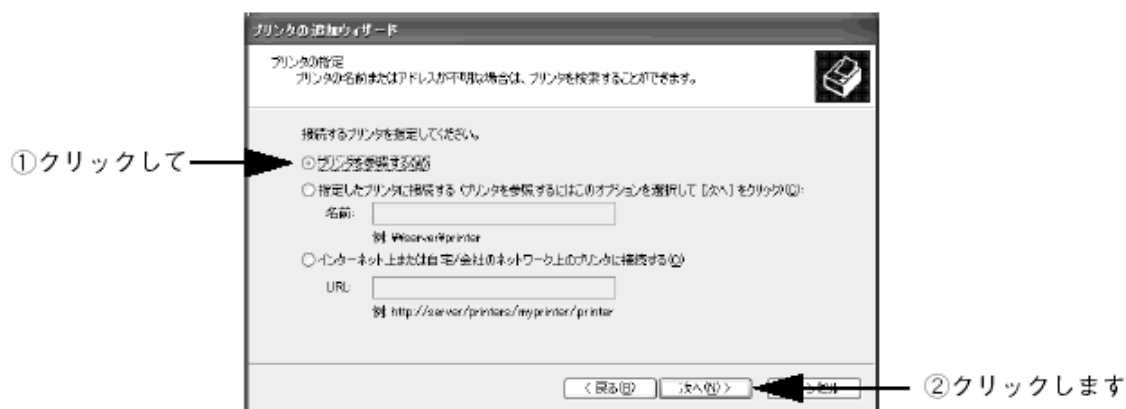 プリンタの追加ウィザード
プリンタの指定
プリンタの名前またはアドレスが不明な場合は、プリンタを検索することができます。
接続するプリンタを指定してください。
①クリックして
プリンタを参照する(W)
指定したプリンタに接続する (プリンタを参照するにはこのオプションを選択して [次へ] をクリック)(C):
名前:
例: ¥¥server¥printer
インターネット上または自宅/会社のネットワーク上のプリンタに接続する(O)
URL:
例: http://server/printers/myprinter/printer
< 戻る(B) 次へ(N) >
②クリックします